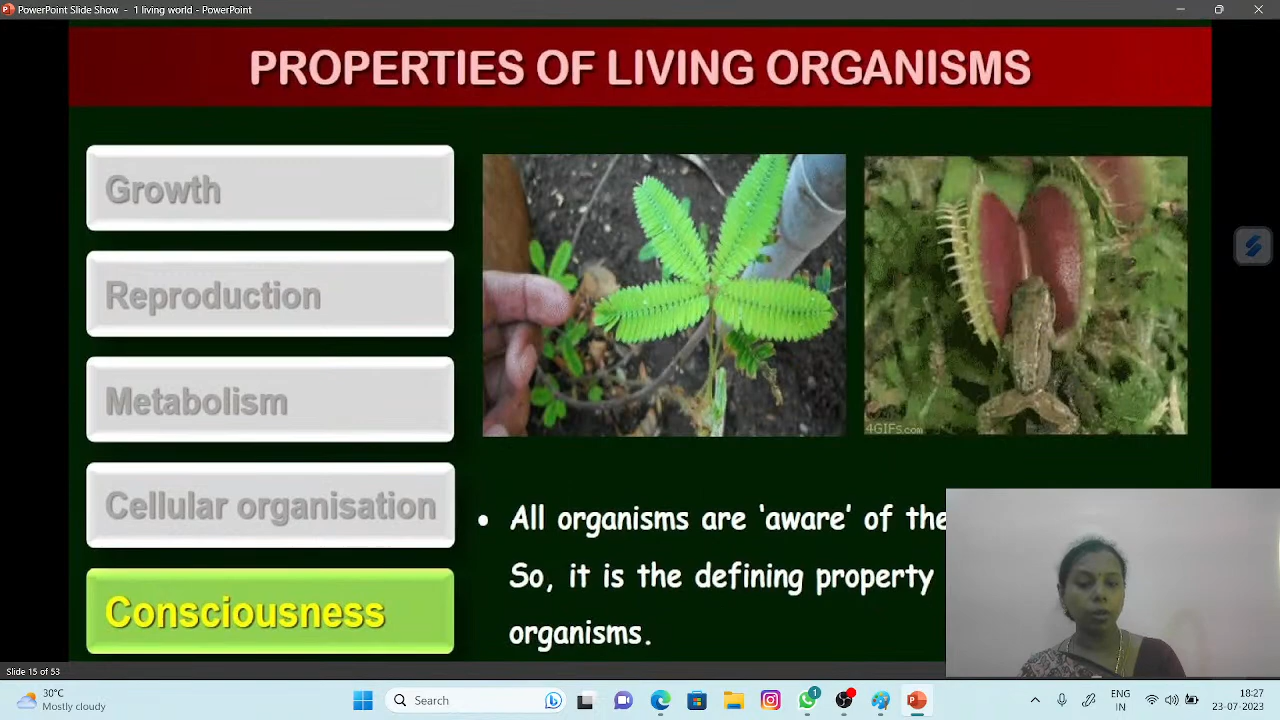 PowerPoint Slide Show - 1 living world - PowerPoint
PROPERTIES OF LIVING ORGANISMS
Growth
Reproduction
Metabolism
Cellular organisation
Consciousness
4GIFs.com
• All organisms are ‘aware’ of
So, it is the defining property
organisms.
Slide 15 of 53
30°C
Mostly cloudy
Search
1
ENG
IN
18:27
23-07-2023